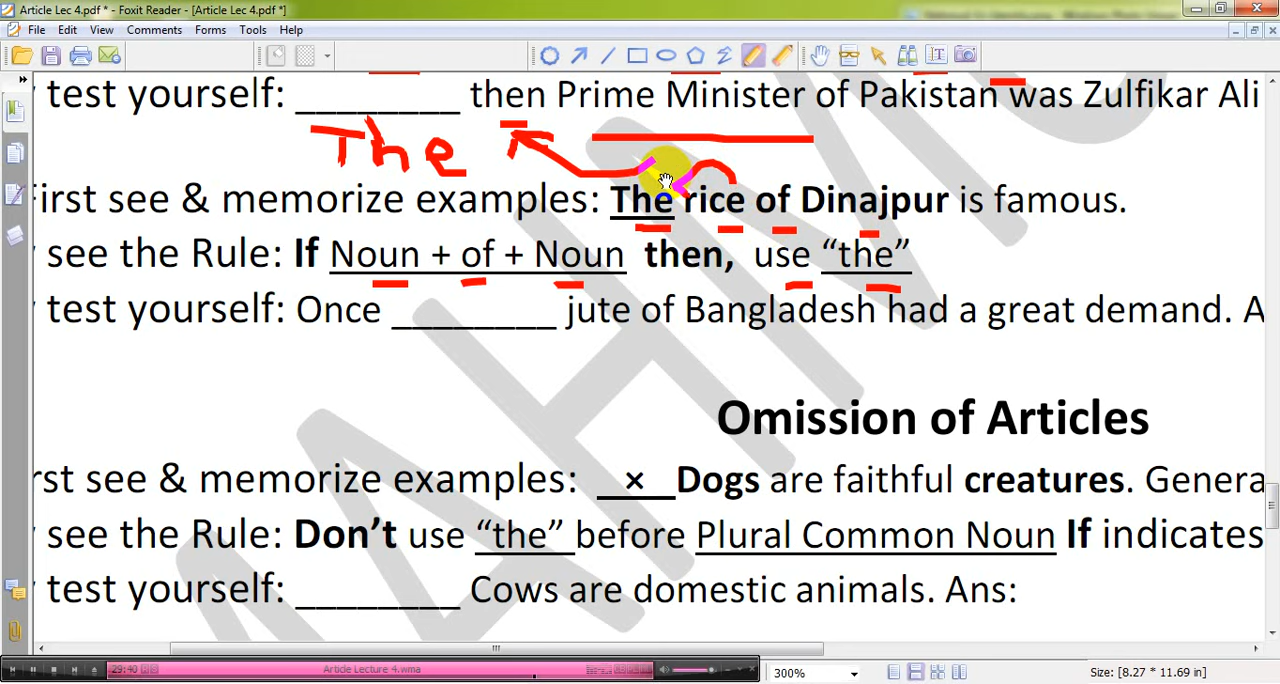 Article Lec 4.pdf * - Foxit Reader - [Article Lec 4.pdf *]
File Edit View Comments Forms Tools Help
test yourself: ________ then Prime Minister of Pakistan was Zulfikar Ali
The
First see & memorize examples: The rice of Dinajpur is famous.
see the Rule: If Noun + of + Noun then, use “the”
test yourself: Once ________ jute of Bangladesh had a great demand. A
Omission of Articles
rst see & memorize examples: × Dogs are faithful creatures. Genera
see the Rule: Don’t use “the” before Plural Common Noun If indicates
test yourself: ________ Cows are domestic animals. Ans:
29:40 Article Lecture 4.wma 300% Size: [8.27 * 11.69 in]